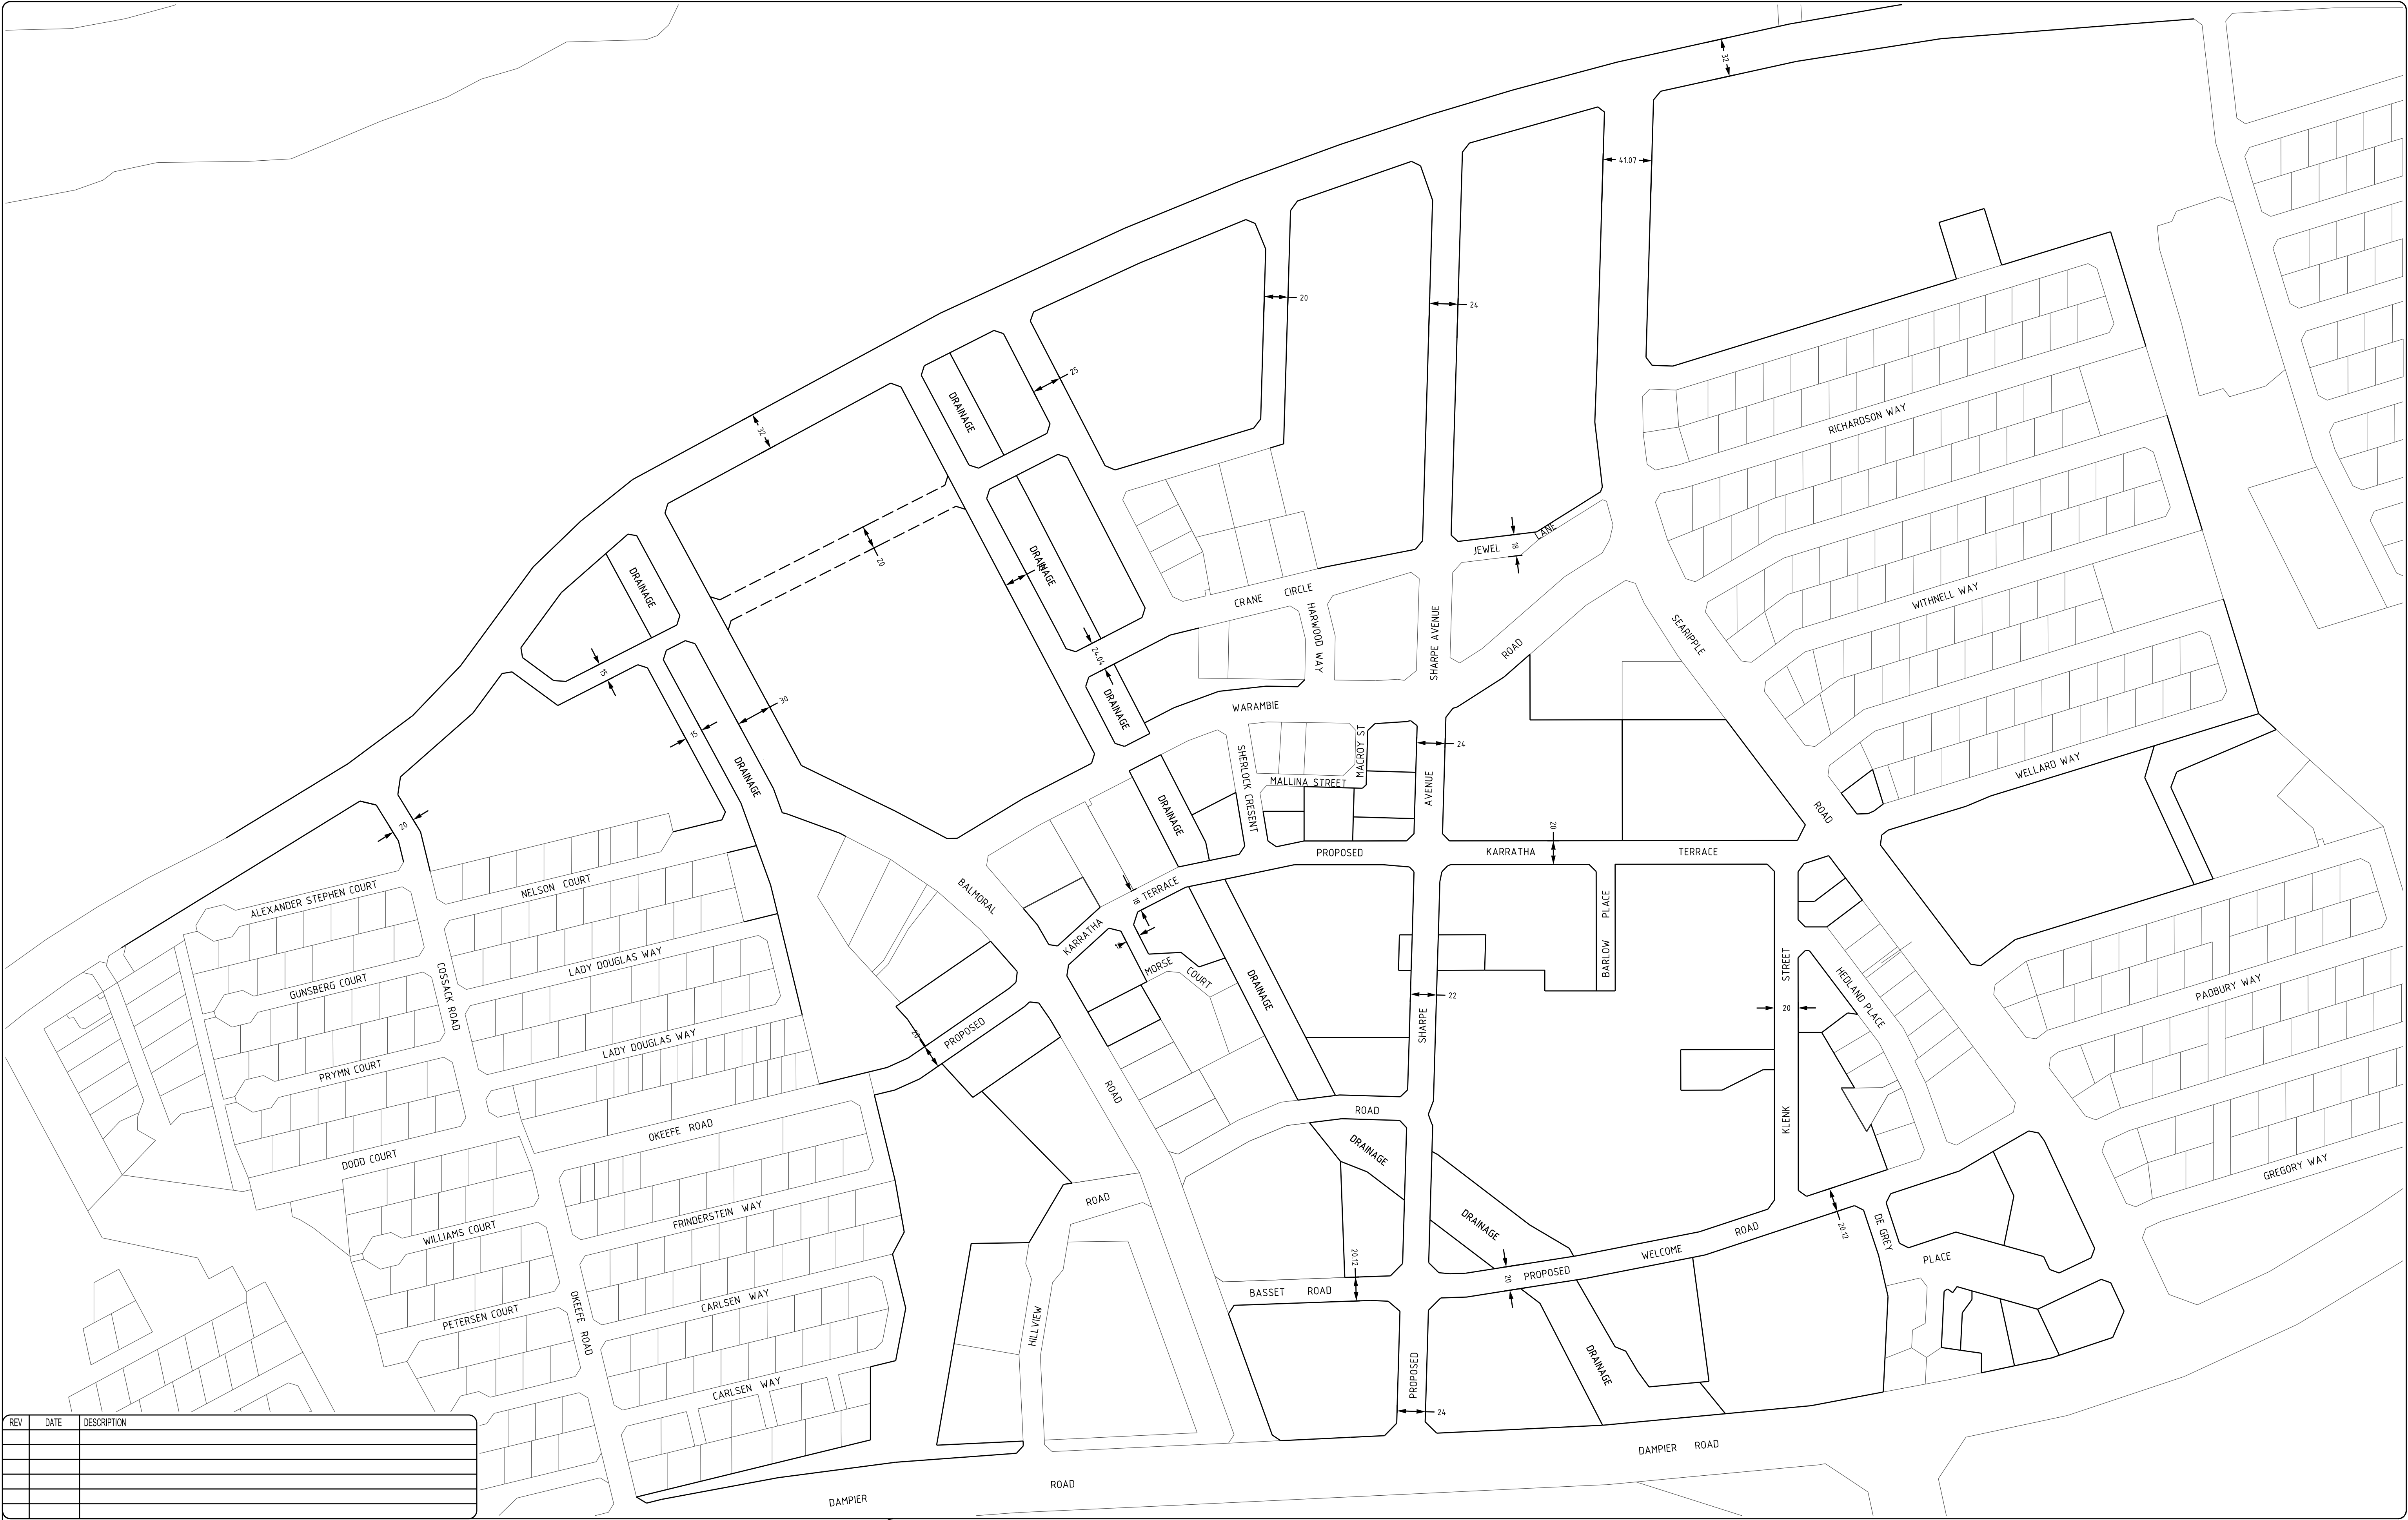 32
41.07
20
24
25
DRAINAGE
32
RICHARDSON WAY
DRAINAGE
20
JEWEL LANE
18
DRAINAGE
WITHNELL WAY
CRANE CIRCLE
HARWOOD WAY
SHARPE AVENUE
SEARIPPLE
ROAD
24.04
15
30
15
DRAINAGE
DRAINAGE
WARAMBIE
MACROY ST
24
WELLARD WAY
SHERLOCK CRESENT
MALLINA STREET
AVENUE
DRAINAGE
ROAD
20
20
PROPOSED
KARRATHA
TERRACE
NELSON COURT
ALEXANDER STEPHEN COURT
BALMORAL
TERRACE
18
KARRATHA
BARLOW PLACE
STREET
LADY DOUGLAS WAY
COSSACK ROAD
GUNSBERG COURT
MORSE COURT
DRAINAGE
HEDLAND PLACE
PADBURY WAY
22
20
SHARPE
20
PROPOSED
LADY DOUGLAS WAY
PRYMN COURT
ROAD
ROAD
KLENK
OKEEFE ROAD
DODD COURT
DRAINAGE
GREGORY WAY
ROAD
FRINDERSTEIN WAY
WILLIAMS COURT
DRAINAGE
ROAD
20.12
DE GREY
PLACE
WELCOME
20.12
PROPOSED
20
BASSET ROAD
CARLSEN WAY
PETERSEN COURT
OKEEFE ROAD
HILLVIEW
DRAINAGE
PROPOSED
CARLSEN WAY
24
DAMPIER ROAD
ROAD
DAMPIER
REV DATE DESCRIPTION